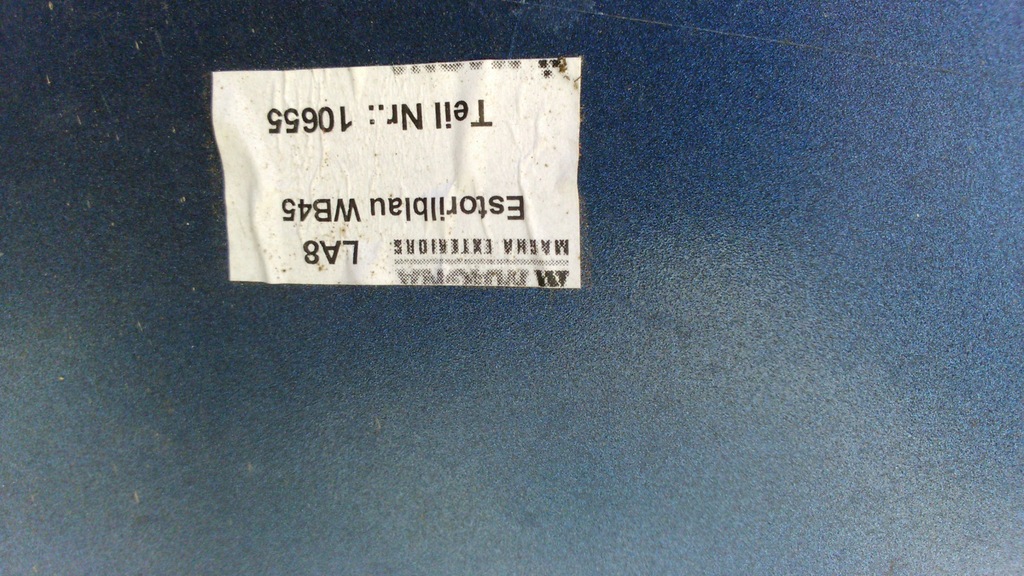 MAGNA
MAGNA EXTERIORS
LA8
Estorilblau WB45
Teil Nr.: 10655